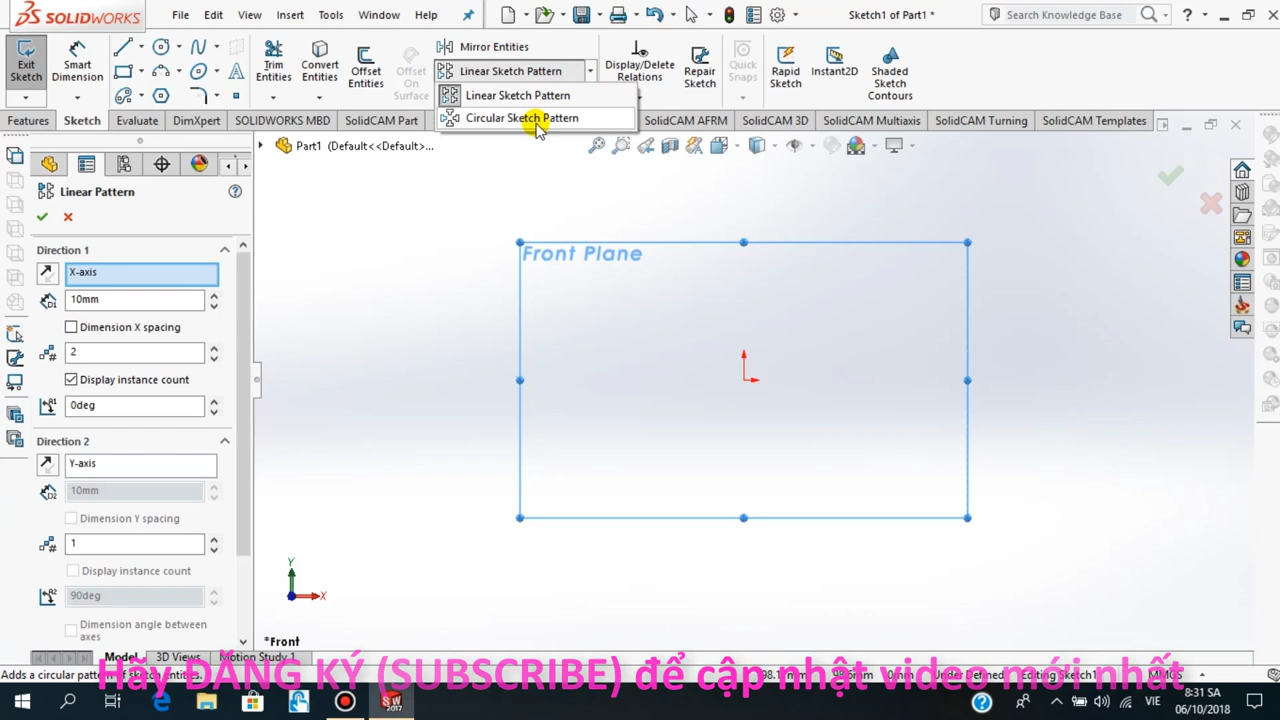 SOLIDWORKS File Edit View Insert Tools Window Help Sketch1 of Part1 * Search Knowledge Base
Exit Sketch Smart Dimension Trim Entities Convert Entities Offset Entities Offset On Surface Mirror Entities Display/Delete Relations Repair Sketch Quick Snaps Rapid Sketch Instant2D Shaded Sketch Contours
Linear Sketch Pattern
Linear Sketch Pattern
Circular Sketch Pattern
Features Sketch Evaluate DimXpert SOLIDWORKS MBD SolidCAM Part SolidCAM AFRM SolidCAM 3D SolidCAM Multiaxis SolidCAM Turning SolidCAM Templates
Part1 (Default<<Default>...
Linear Pattern
Direction 1
X-axis
10mm
Dimension X spacing
2
Display instance count
0deg
Direction 2
Y-axis
10mm
Dimension Y spacing
1
Display instance count
90deg
Dimension angle between
axes
Front Plane
Y
X
*Front
Model 3D Views Motion Study 1
Hãy ĐĂNG KÝ (SUBSCRIBE) để cập nhật video mới nhất
VIE
8:31 SA
06/10/2018
SW
2017